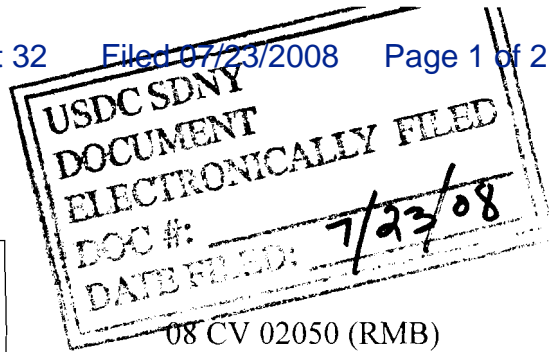 t 32 Filed 07/23/2008 Page 1 of 2
USDC SDNY
DOCUMENT
ELECTRONICALLY FILED
DOC #:
DATE FILED: 7/23/08
08 CV 02050 (RMB)